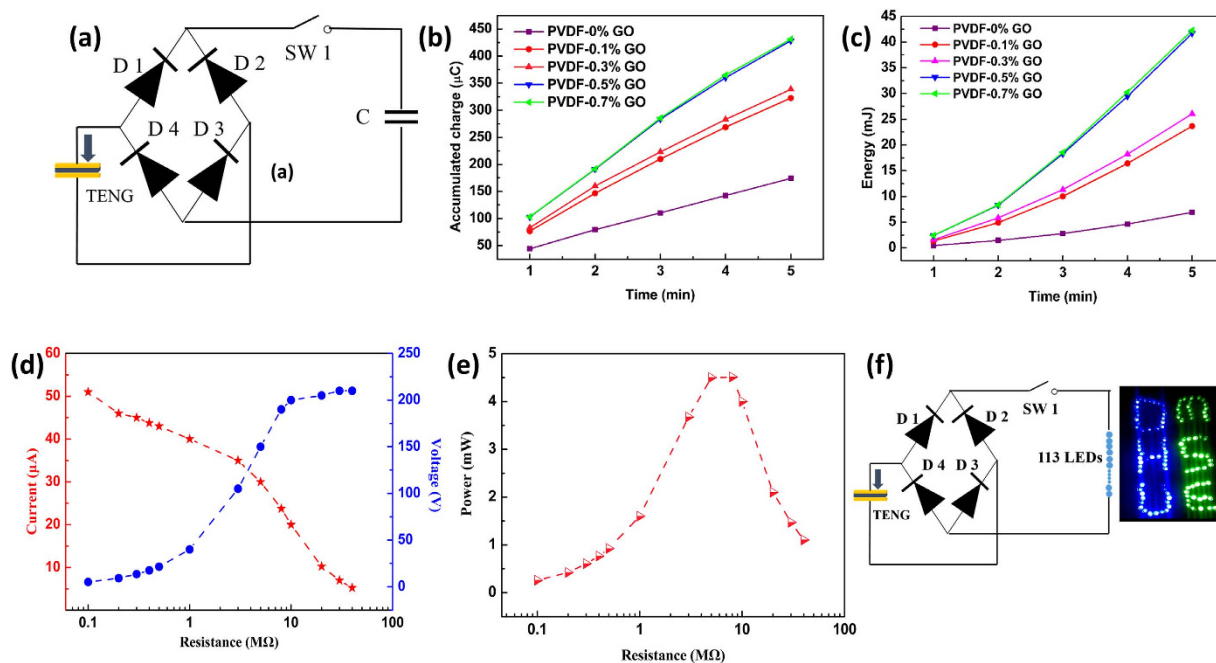 (a)
D 1
D 2
D 4
D 3
SW 1
C
TENG
(a)
(b)
PVDF-0% GO
PVDF-0.1% GO
PVDF-0.3% GO
PVDF-0.5% GO
PVDF-0.7% GO
Accumulated charge (μC)
450
400
350
300
250
200
150
100
50
1 2 3 4 5
Time (min)
(c)
PVDF-0% GO
PVDF-0.1% GO
PVDF-0.3% GO
PVDF-0.5% GO
PVDF-0.7% GO
Energy (mJ)
45
40
35
30
25
20
15
10
5
0
1 2 3 4 5
Time (min)
(d)
Current (μA)
60
50
40
30
20
10
Voltage (V)
250
200
150
100
50
0
0.1 1 10 100
Resistance (MΩ)
(e)
Power (mW)
5
4
3
2
1
0
0.1 1 10 100
Resistance (MΩ)
(f)
D 1
D 2
D 4
D 3
SW 1
113 LEDs
TENG